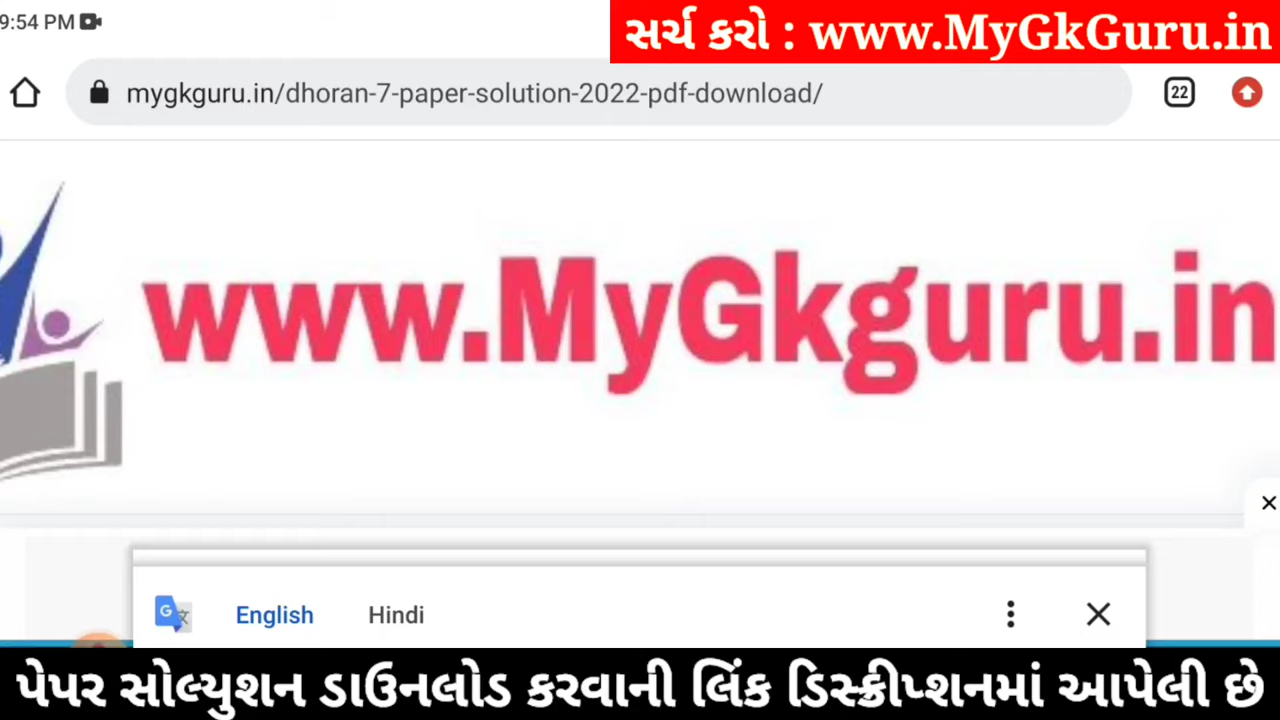 9:54 PM
સર્ચ કરો : www.MyGkGuru.in
mygkguru.in/dhoran-7-paper-solution-2022-pdf-download/
22
www.MyGkguru.in
English Hindi
પેપર સોલ્યુશન ડાઉનલોડ કરવાની લિંક ડિસ્ક્રીપ્શનમાં આપેલી છે